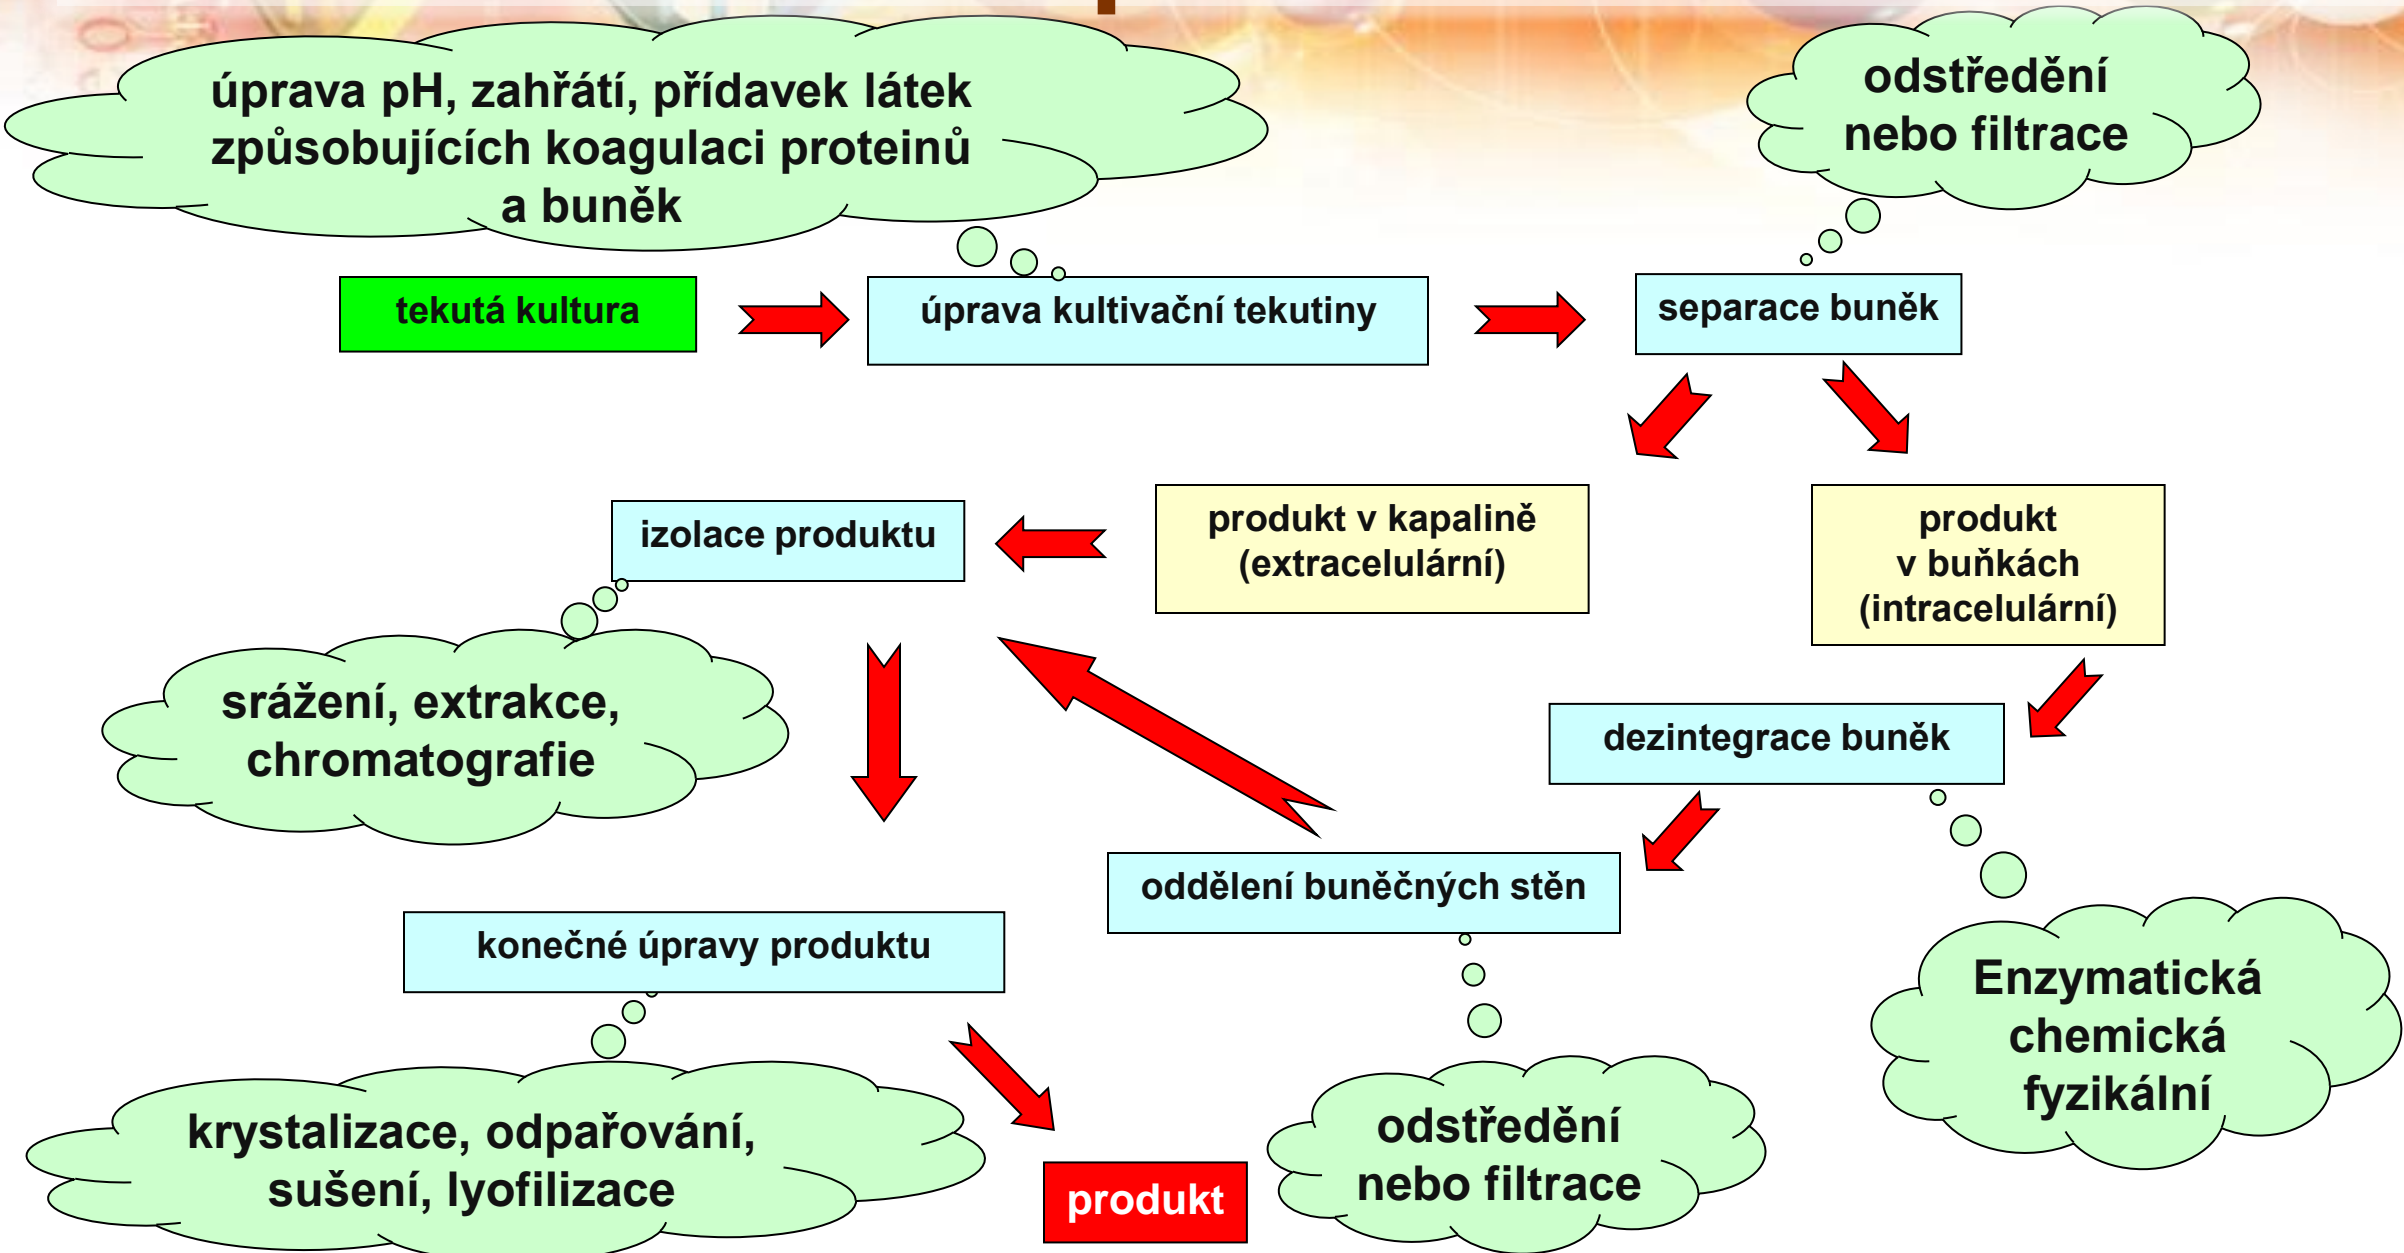 úprava pH, zahřátí, přídavek látek
způsobujících koagulaci proteinů
a buněk
odstředění
nebo filtrace
tekutá kultura
úprava kultivační tekutiny
separace buněk
izolace produktu
produkt v kapalině
(extracelulární)
produkt
v buňkách
(intracelulární)
srážení, extrakce,
chromatografie
dezintegrace buněk
oddělení buněčných stěn
konečné úpravy produktu
Enzymatická
chemická
fyzikální
krystalizace, odpařování,
sušení, lyofilizace
odstředění
nebo filtrace
produkt